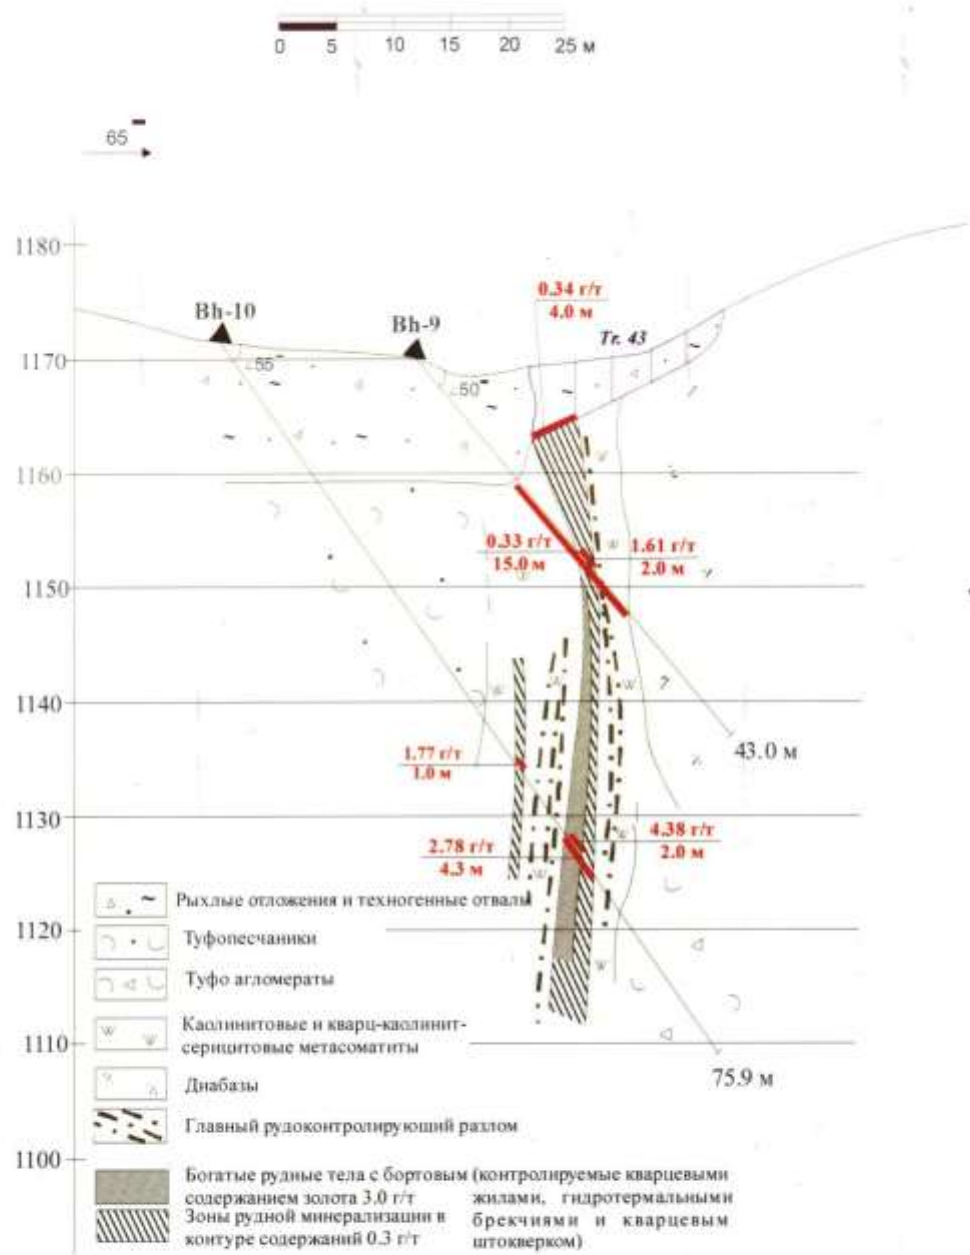 0 5 10 15 20 25 м
65
1180
0.34 г/т
4.0 м
Bh-10
Bh-9
Tr. 43
1170
55
50
1160
0.33 г/т
15.0 м
1.61 г/т
2.0 м
1150
1140
1.77 г/т
1.0 м
43.0 м
1130
2.78 г/т
4.3 м
4.38 г/т
2.0 м
Рыхлые отложения и техногенные отвалы
1120
Туфопесчаники
Туфо агломераты
Каолинитовые и кварц-каолинит-
серицитовые метасоматиты
1110
75.9 м
Диабазы
Главный рудоконтролирующий разлом
1100
Богатые рудные тела с бортовым (контролируемые кварцевыми
содержанием золота 3.0 г/т жилами, гидротермальными
Зоны рудной минерализации в брекчиями и кварцевым
контуре содержаний 0.3 г/т штокверком)